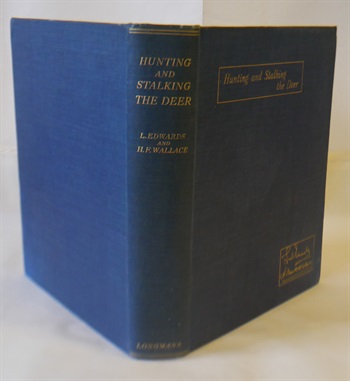 HUNTING
AND
STALKING
THE DEER
L. EDWARDS
AND
H.F. WALLACE
LONGMANS
Hunting and Stalking
the Deer